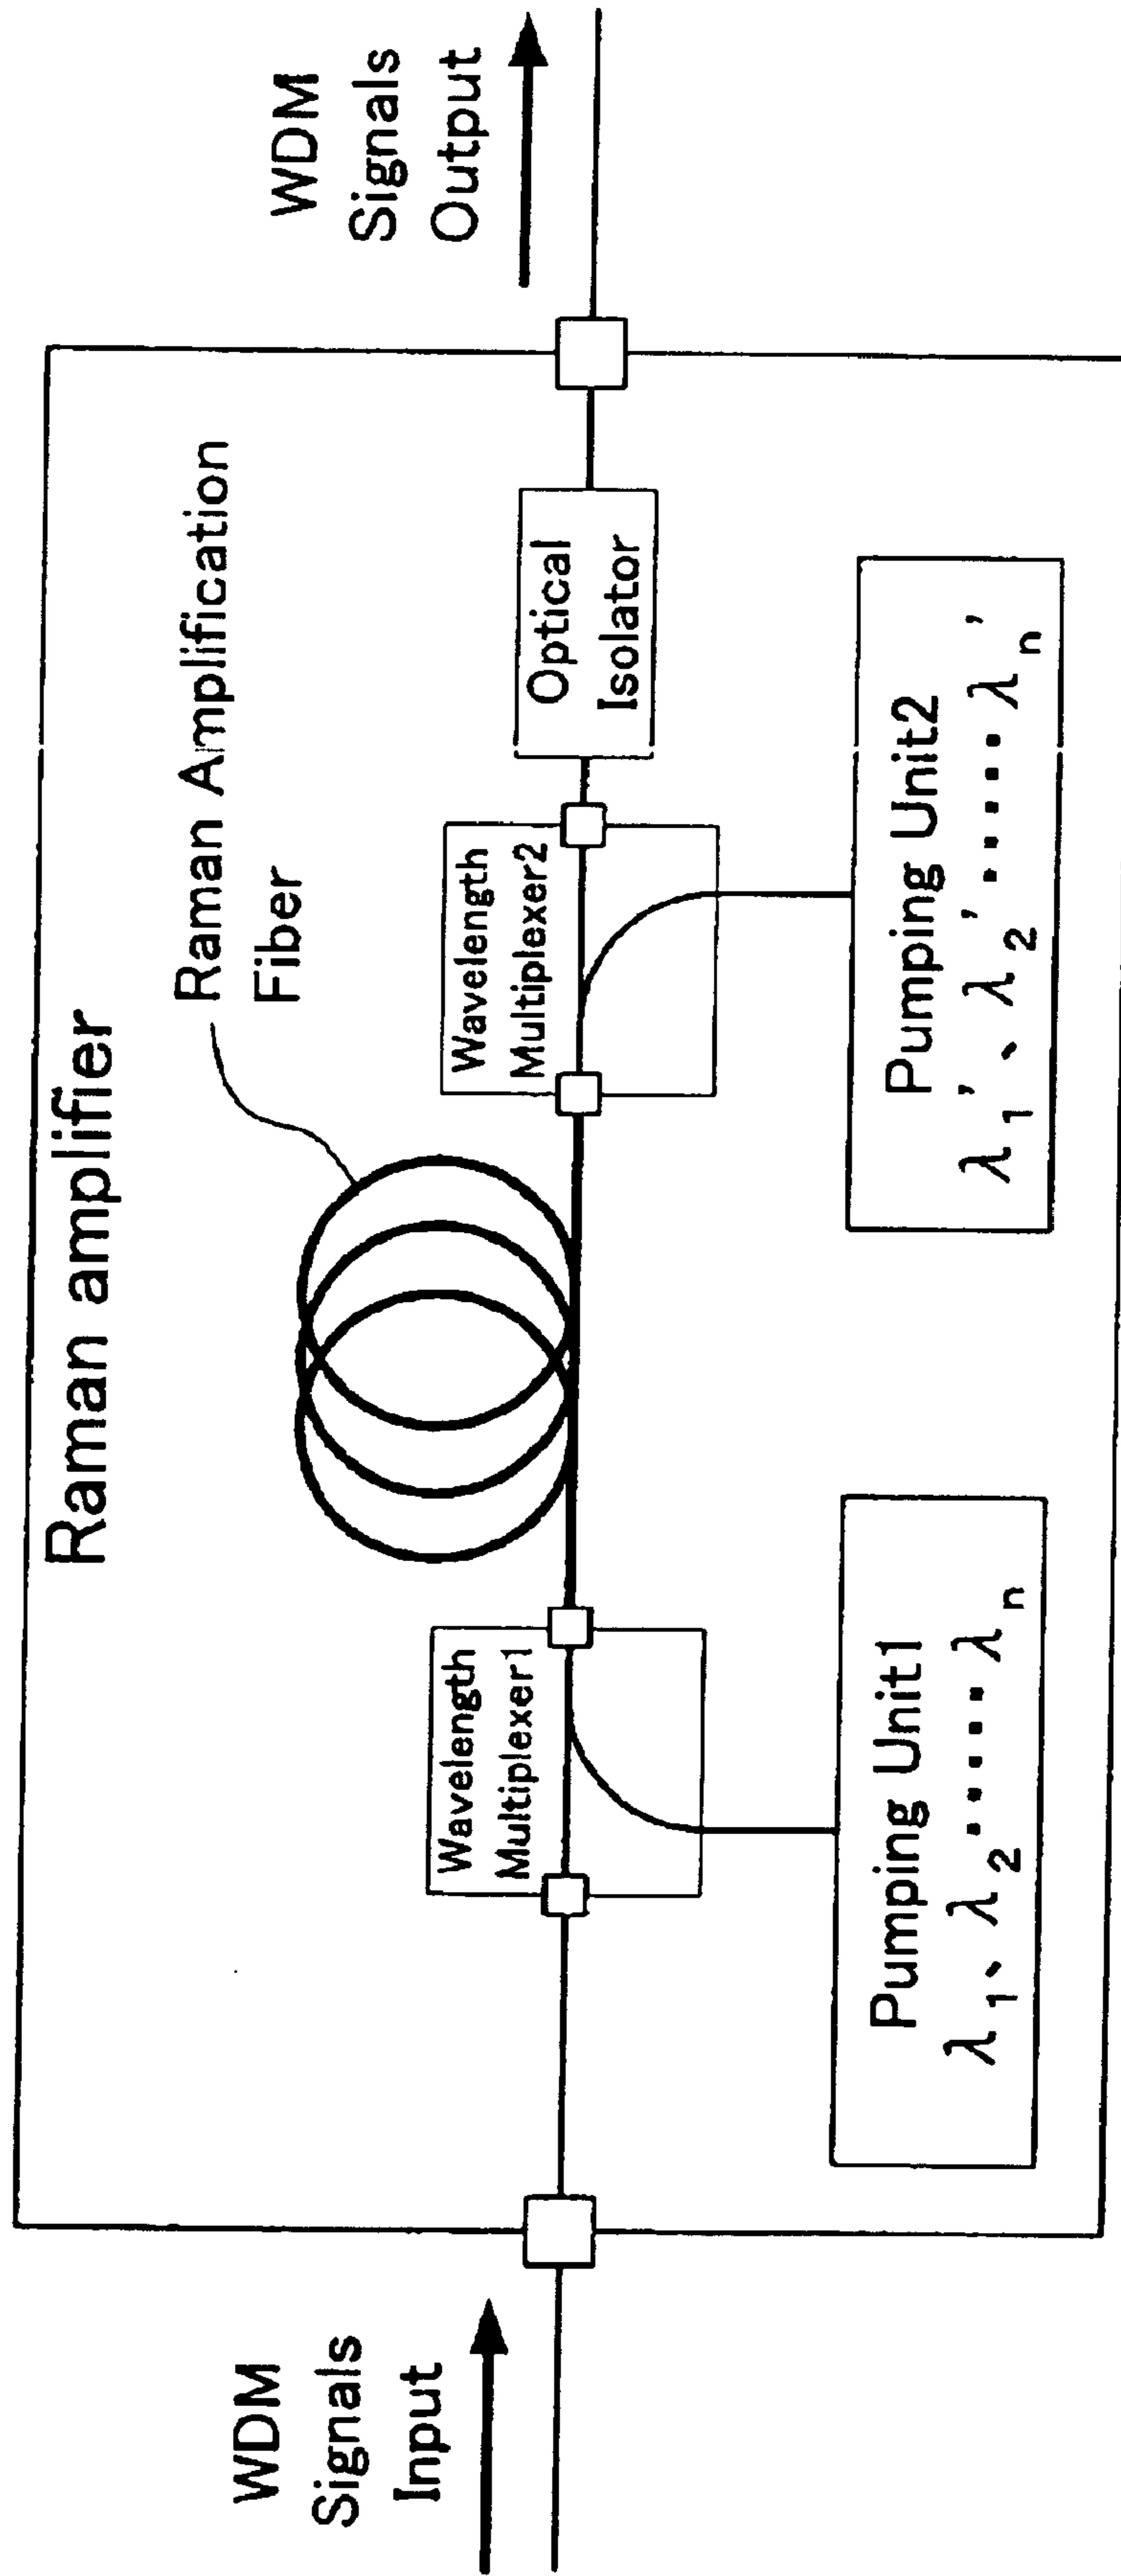 Raman amplifier
Raman Amplification
Fiber
WDM
Signals
Input
Wavelength
Multiplexer1
Wavelength
Multiplexer2
Optical
Isolator
WDM
Signals
Output
Pumping Unit1
λ₁、λ₂ ····· λₙ
Pumping Unit2
λ₁'、λ₂' ····· λₙ'